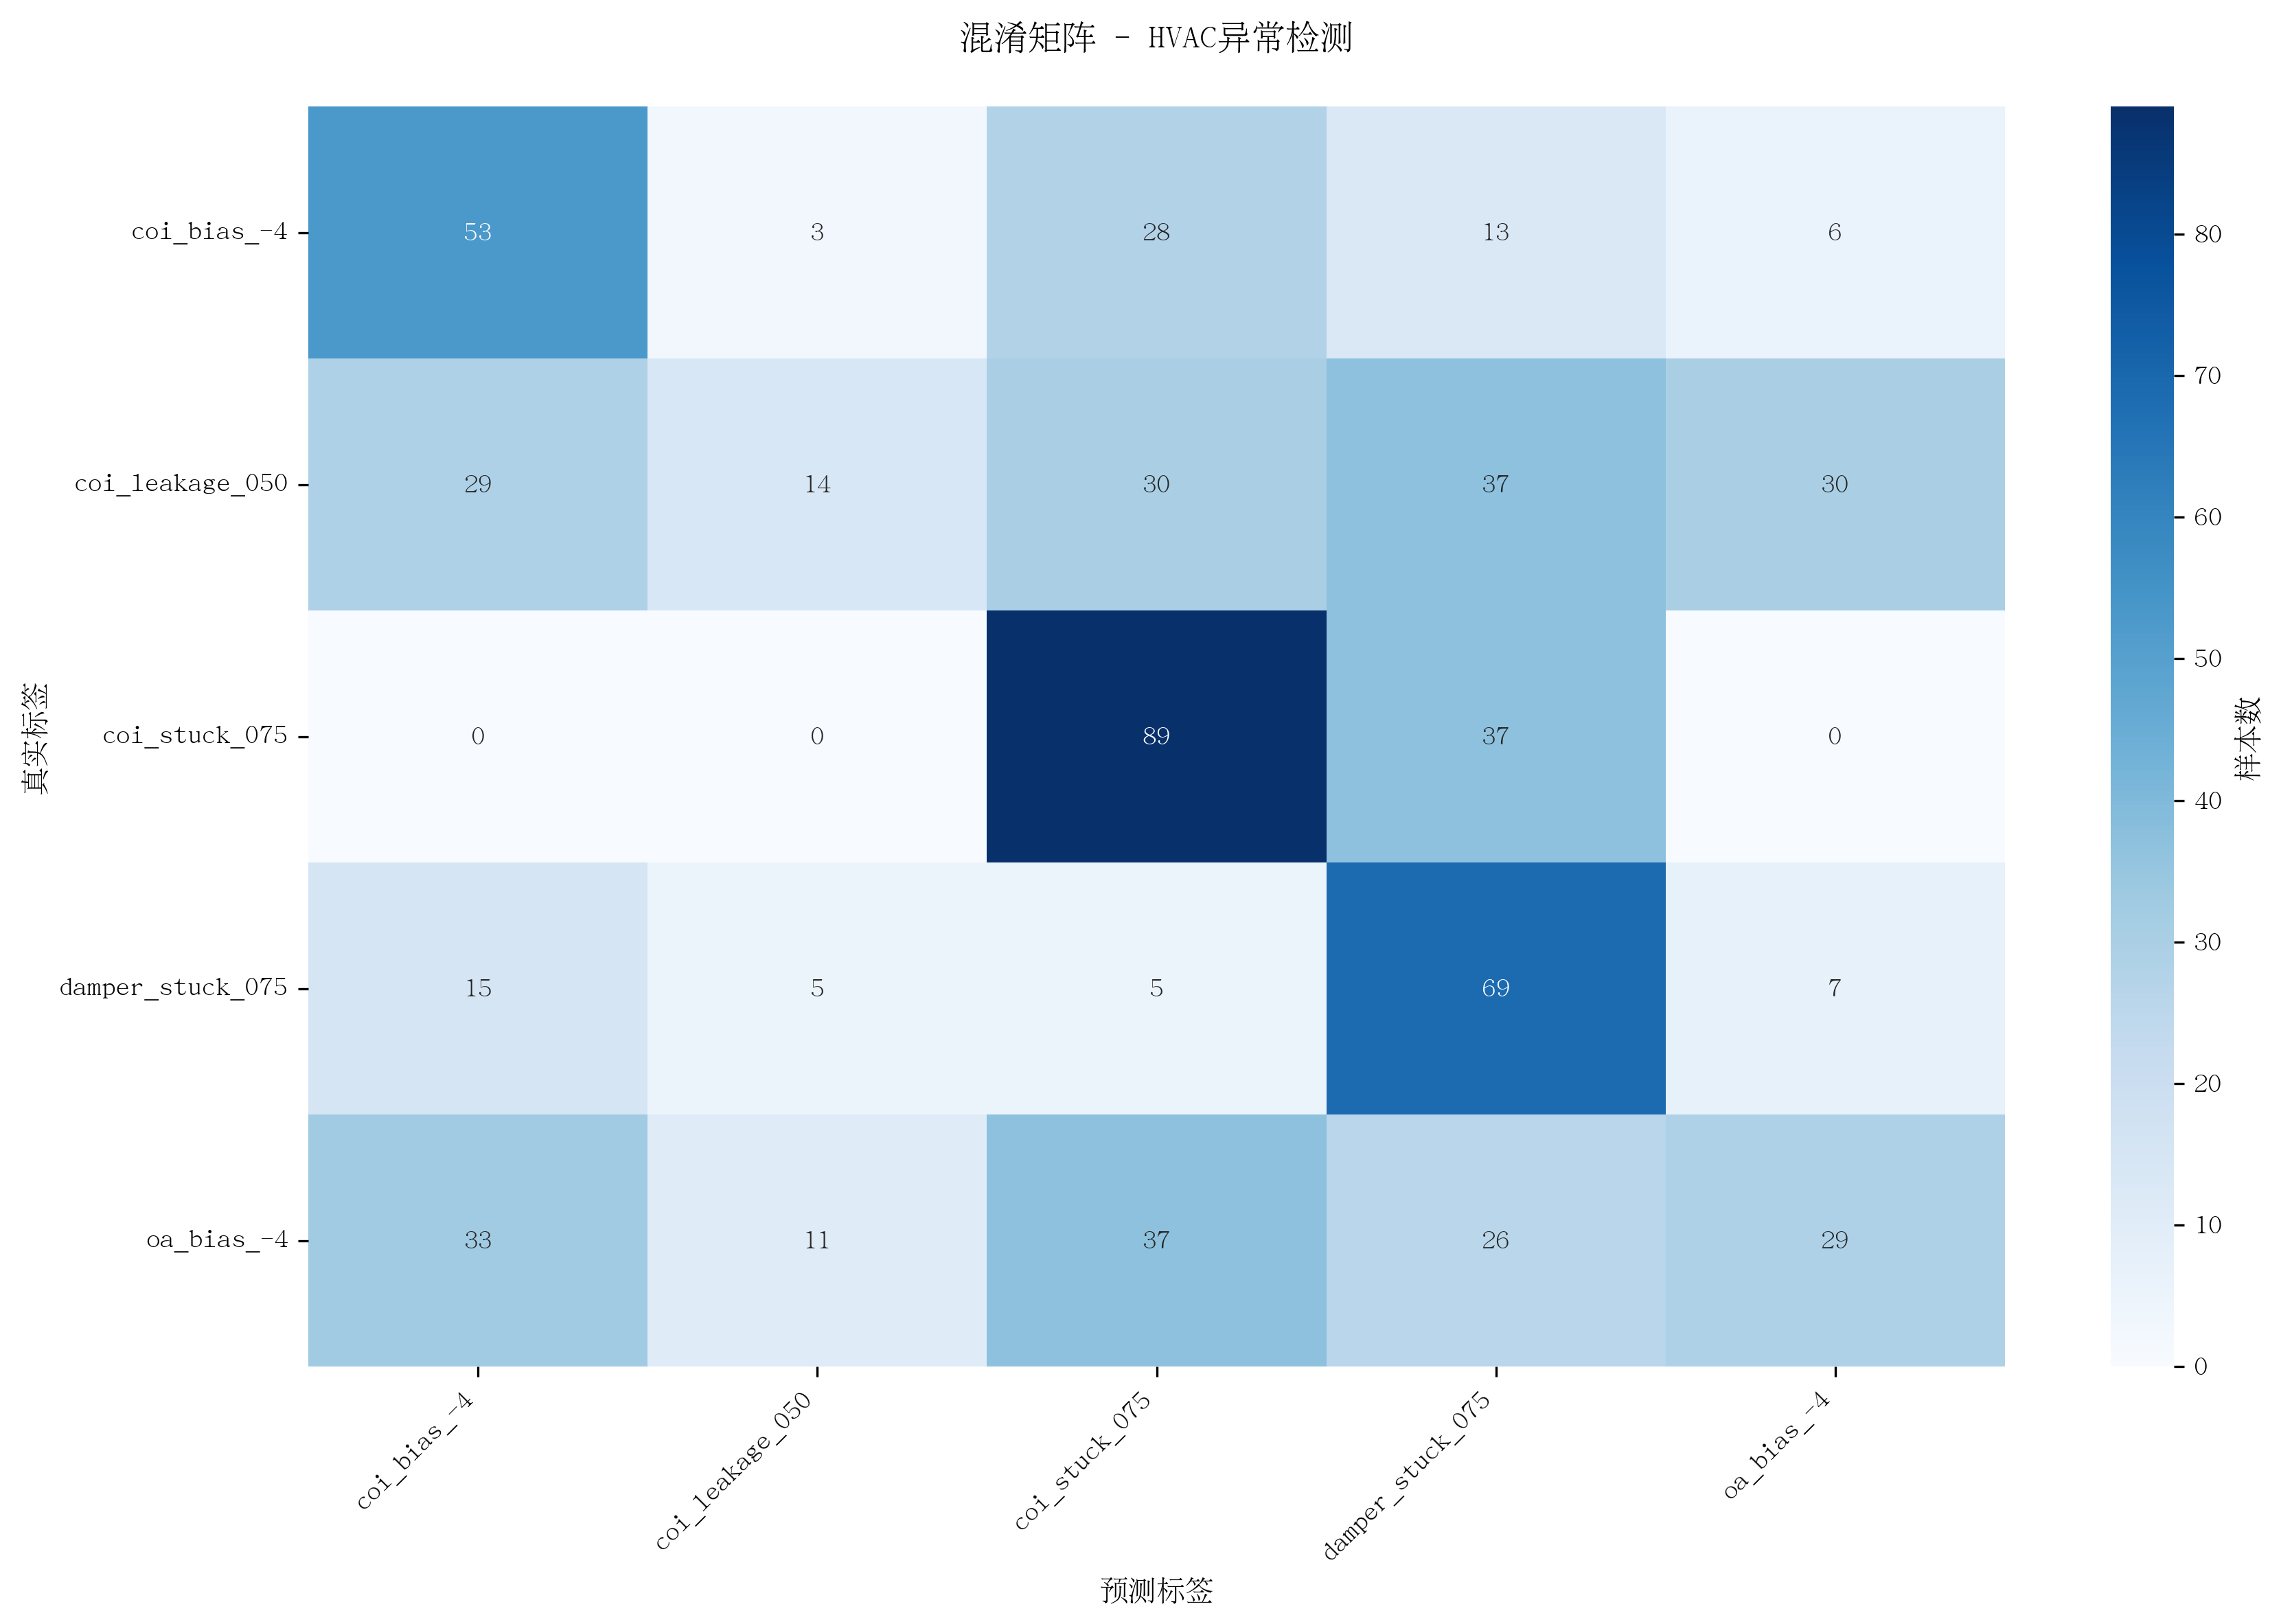 混淆矩阵 - HVAC异常检测
真实标签
coi_bias_-4
53 3 28 13 6
coi_leakage_050
29 14 30 37 30
coi_stuck_075
0 0 89 37 0
damper_stuck_075
15 5 5 69 7
oa_bias_-4
33 11 37 26 29
coi_bias_-4
coi_leakage_050
coi_stuck_075
damper_stuck_075
oa_bias_-4
预测标签
80
70
60
50
40
30
20
10
0
样本数